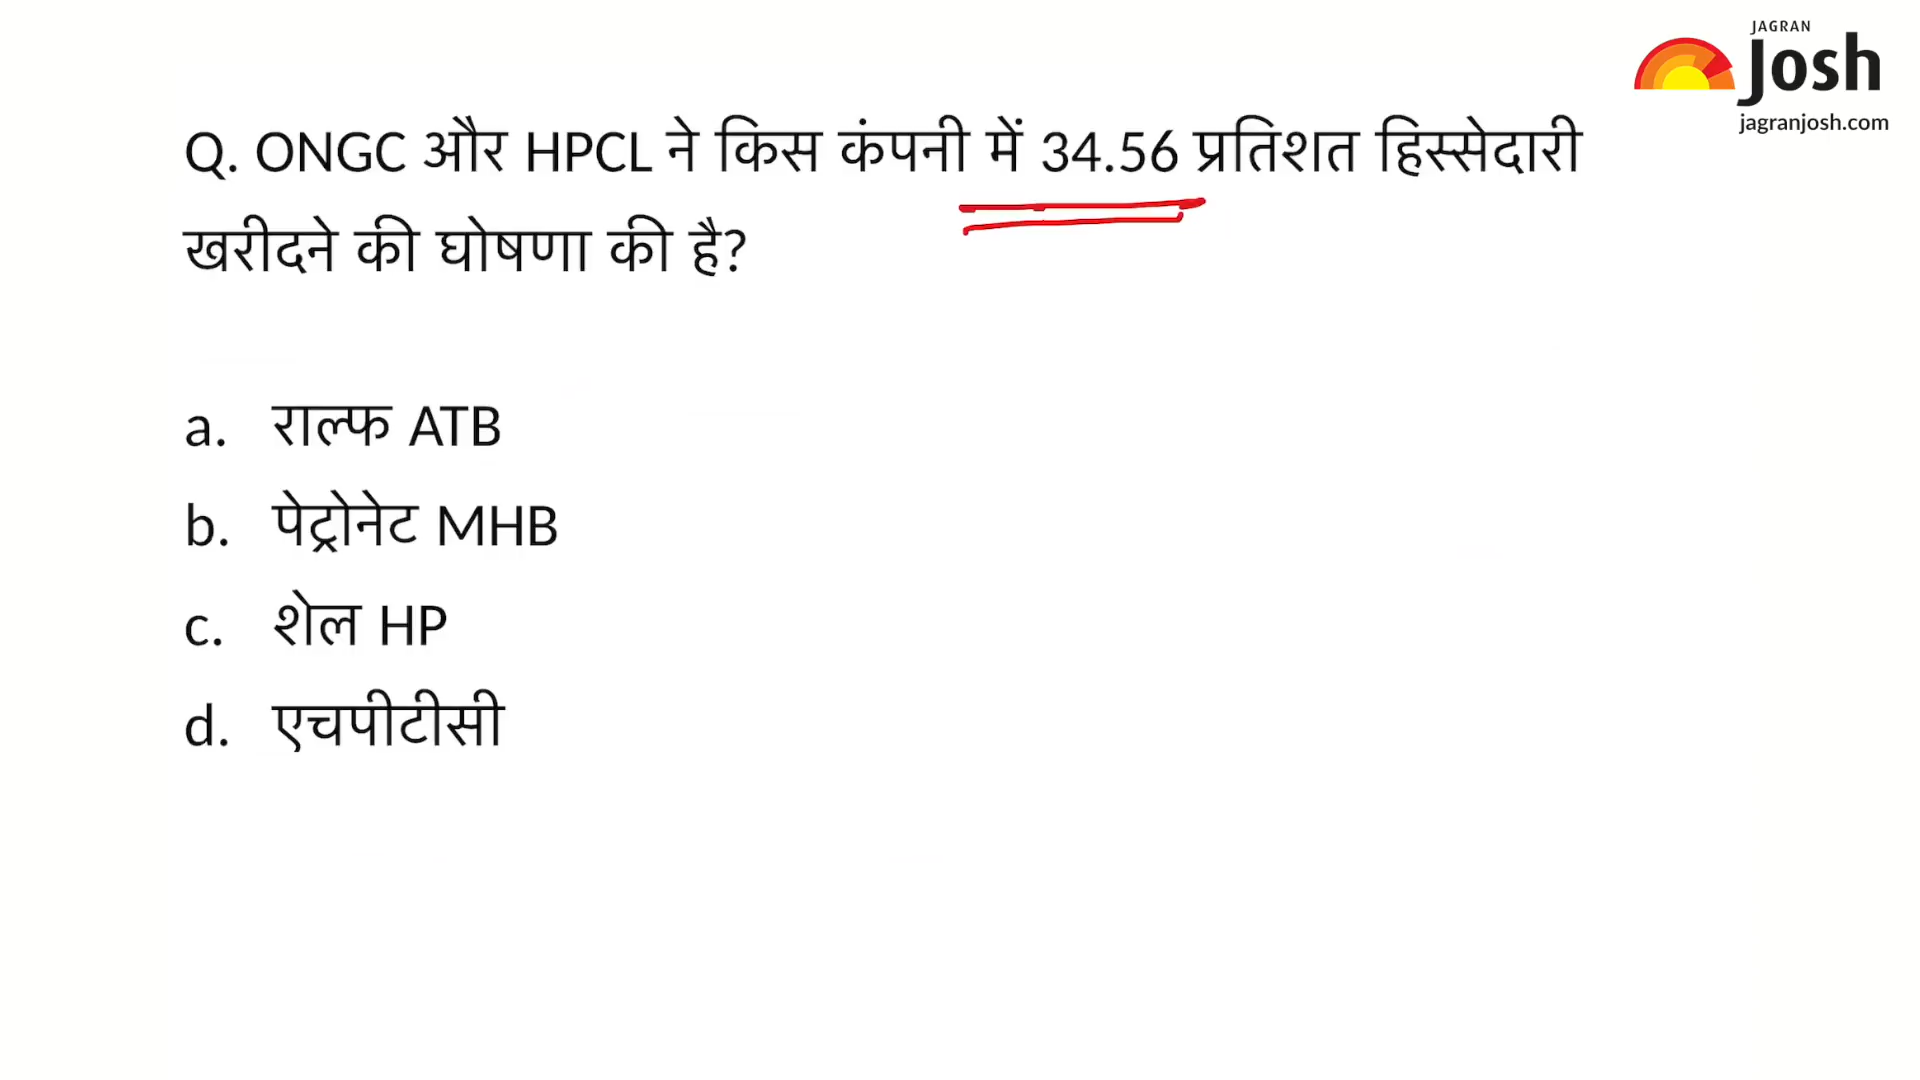 JAGRAN
Josh
jagranjosh.com
Q. ONGC और HPCL ने किस कंपनी में 34.56 प्रतिशत हिस्सेदारी
खरीदने की घोषणा की है?
a. राल्फ ATB
b. पेट्रोनेट MHB
c. शेल HP
d. एचपीटीसी